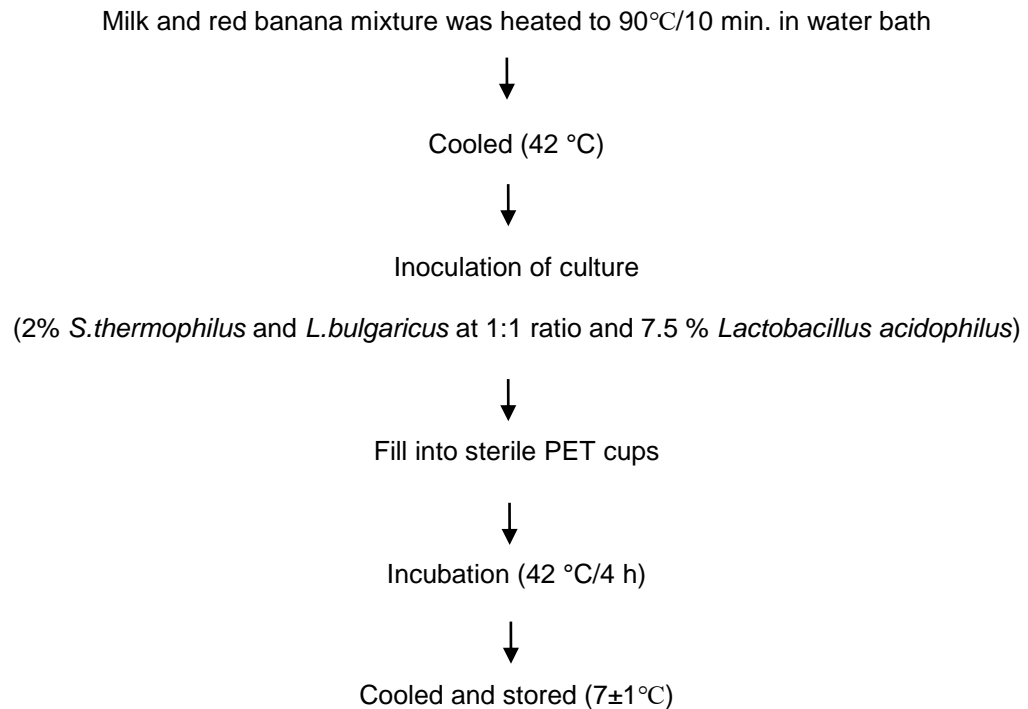 Milk and red banana mixture was heated to 90℃/10 min. in water bath
Cooled (42 °C)
Inoculation of culture
(2% S.thermophilus and L.bulgaricus at 1:1 ratio and 7.5 % Lactobacillus acidophilus)
Fill into sterile PET cups
Incubation (42 °C/4 h)
Cooled and stored (7±1℃)